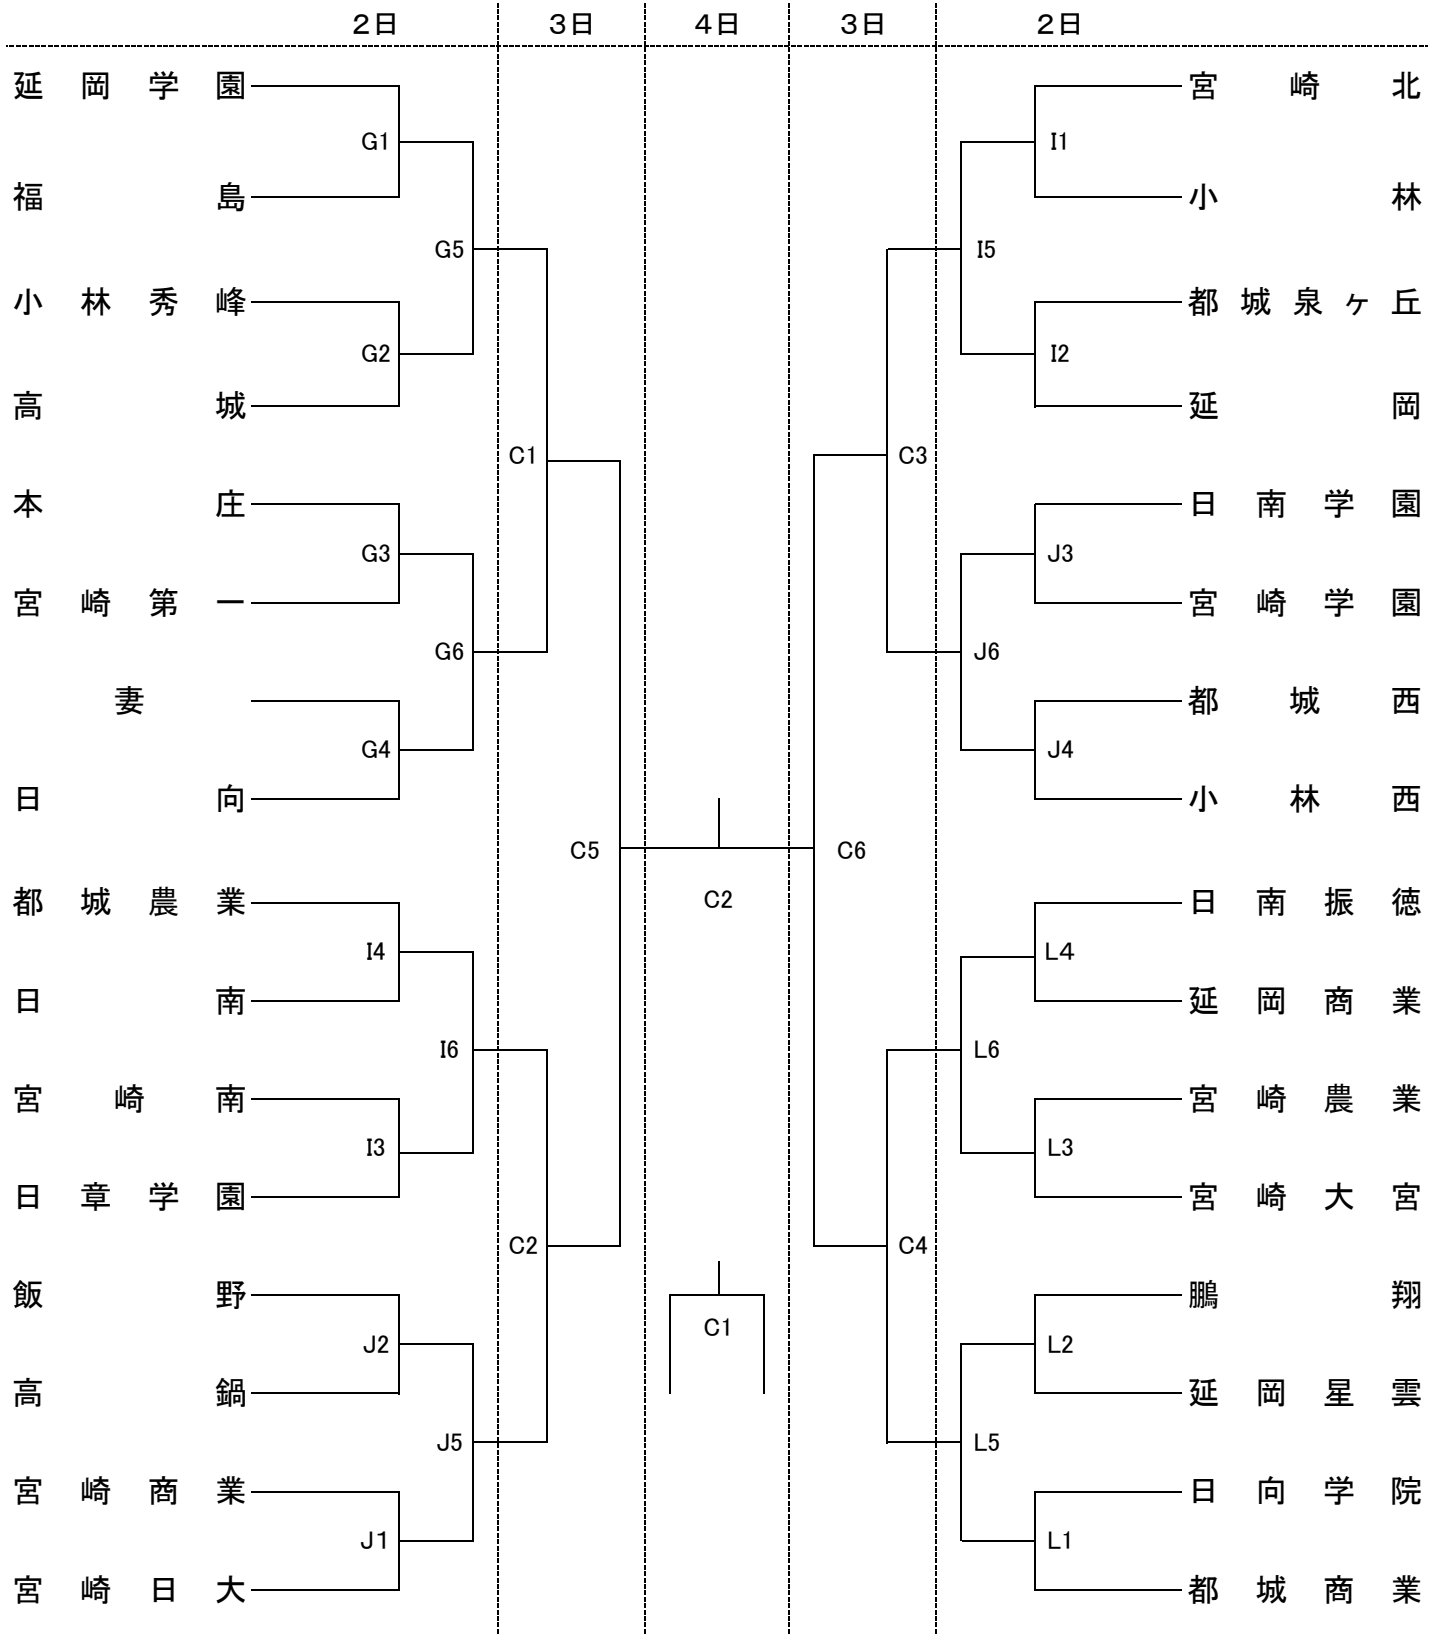 ２日 ３日 ４日 ３日 ２日
延岡学園 宮崎北
G1 I1
福島 小林
G5 I5
小林秀峰 都城泉ヶ丘
G2 I2
高城 延岡
C1 C3
本庄 日南学園
G3 J3
宮崎第一 宮崎学園
G6 J6
妻 都城西
G4 J4
日向 小林西
C5 C6
都城農業 C2 日南振徳
I4 L4
日南 延岡商業
I6 L6
宮崎南 宮崎農業
I3 L3
日章学園 宮崎大宮
C2 C4
飯野 鵬翔
C1
J2 L2
高鍋 延岡星雲
J5 L5
宮崎商業 日向学院
J1 L1
宮崎日大 都城商業